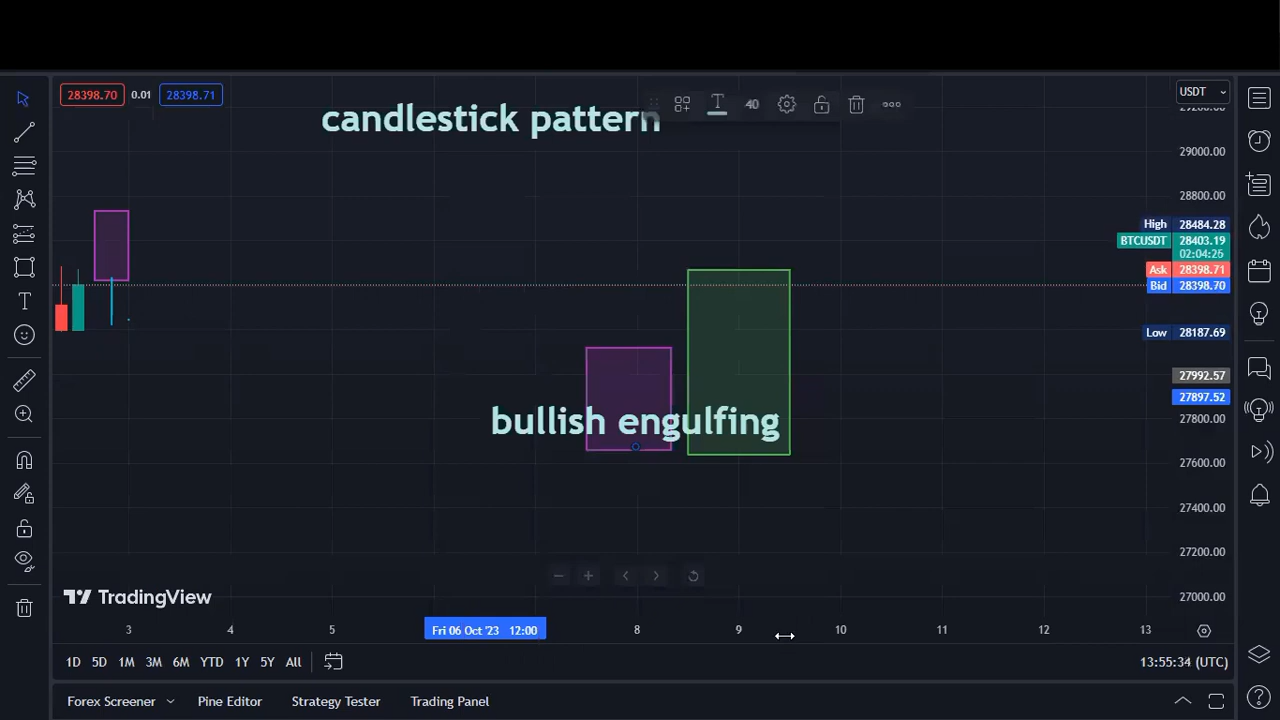 28398.70 0.01 28398.71
candlestick pattern
40
USDT
29200.00
29000.00
28800.00
High 28484.28
BTCUSDT 28403.19
02:04:25
Ask 28398.71
Bid 28398.70
Low 28187.69
27992.57
27897.52
27800.00
27600.00
27400.00
27200.00
27000.00
bullish engulfing
TradingView
3 4 5 Fri 06 Oct '23 12:00 8 9 10 11 12 13
1D 5D 1M 3M 6M YTD 1Y 5Y All 13:55:34 (UTC)
Forex Screener Pine Editor Strategy Tester Trading Panel